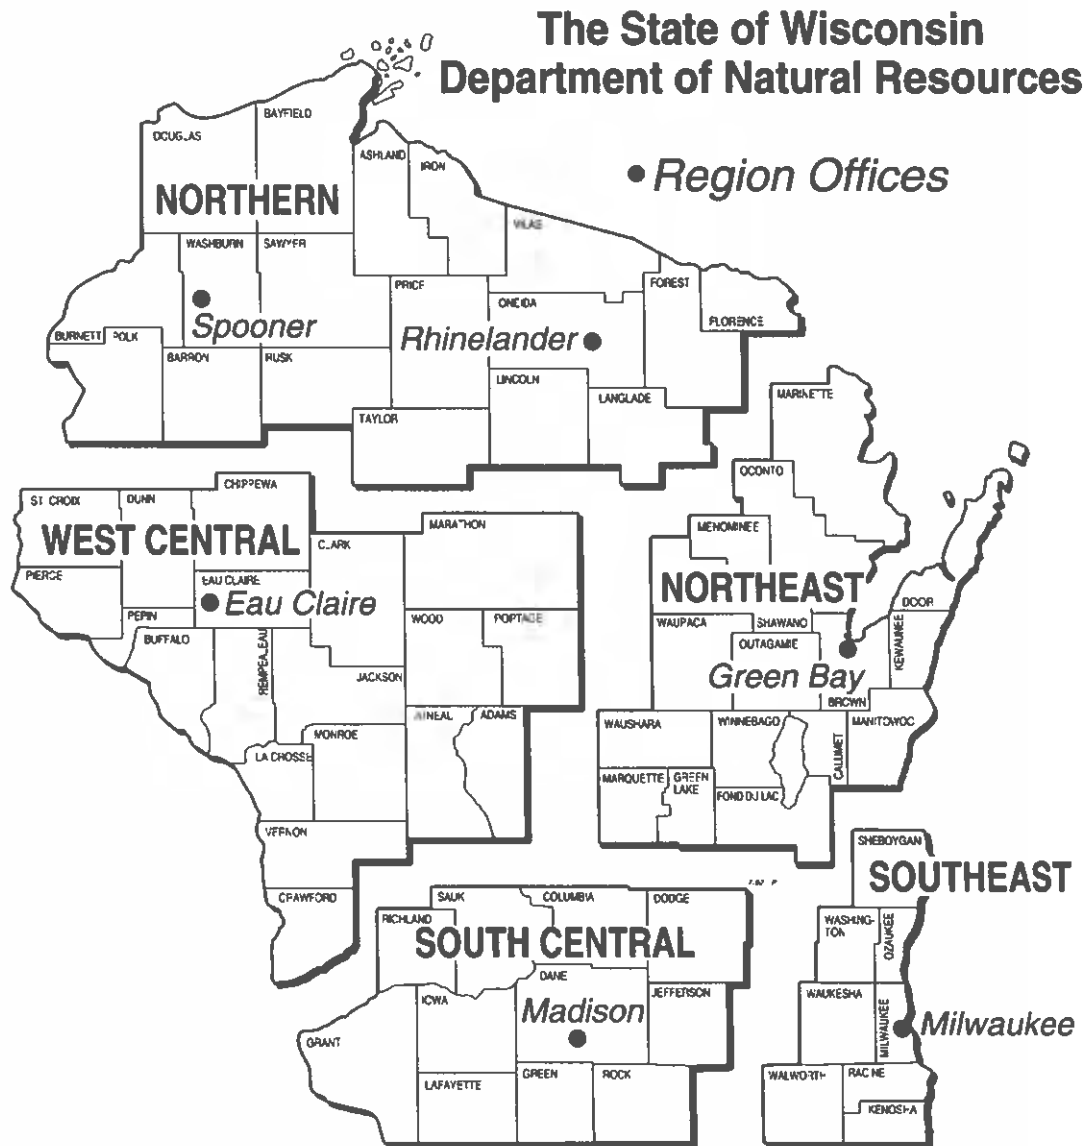 The State of Wisconsin
Department of Natural Resources
Region Offices
DOUGLAS
BAYFIELD
ASHLAND
IRON
VILAS
NORTHERN
WASHBURN
SAWYER
PRICE
ONEIDA
FOREST
FLORENCE
Spooner
Rhinelander
BURNETT
POLK
BARRON
RUSK
LINCOLN
LANGLADE
TAYLOR
MARINETTE
OCONTO
MENOMINEE
NORTHEAST
WAUPACA
SHAWANO
OUTAGAMIE
DOOR
KEWAUNEE
Green Bay
BROWN
WAUSHARA
WINNEBAGO
CALUMET
MANITOWOC
MARQUETTE
GREEN
LAKE
FOND DU LAC
ST. CROIX
DUNN
CHIPPEWA
WEST CENTRAL
CLARK
MARATHON
PIERCE
EAU CLAIRE
Eau Claire
PEPIN
BUFFALO
WOOD
PORTAGE
JACKSON
MONROE
ADAMS
LA CROSSE
VERNON
CRAWFORD
SHEBOYGAN
SOUTHEAST
WASHING-
TON
OZAUKEE
WAUKESHA
MILWAUKEE
Milwaukee
WALWORTH
RACINE
KENOSHA
SAUK
COLUMBIA
DODGE
RICHLAND
SOUTH CENTRAL
DANE
IOWA
JEFFERSON
Madison
GRANT
LAFAYETTE
GREEN
ROCK